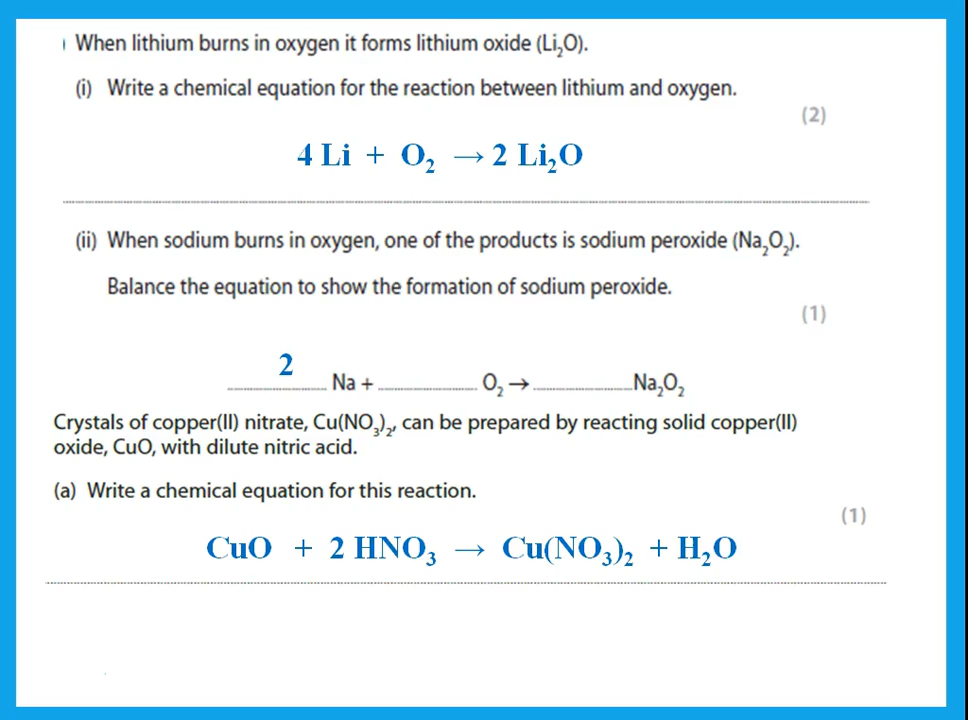 When lithium burns in oxygen it forms lithium oxide (Li₂O).
(i) Write a chemical equation for the reaction between lithium and oxygen.
(2)
4 Li + O₂ → 2 Li₂O
(ii) When sodium burns in oxygen, one of the products is sodium peroxide (Na₂O₂).
Balance the equation to show the formation of sodium peroxide.
(1)
2
Na + O₂ → Na₂O₂
Crystals of copper(II) nitrate, Cu(NO₃)₂, can be prepared by reacting solid copper(II)
oxide, CuO, with dilute nitric acid.
(a) Write a chemical equation for this reaction.
(1)
CuO + 2 HNO₃ → Cu(NO₃)₂ + H₂O